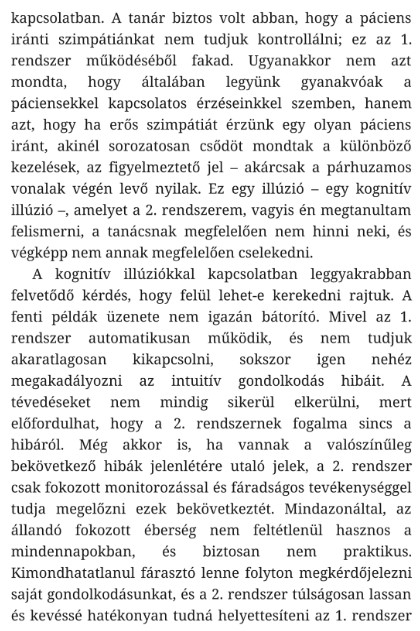 kapcsolatban. A tanár biztos volt abban, hogy a páciens
iránti szimpátiánkat nem tudjuk kontrollálni; ez az 1.
rendszer működéséből fakad. Ugyanakkor nem azt
mondta, hogy általában legyünk gyanakvóak a
páciensekkel kapcsolatos érzéseinkkel szemben, hanem
azt, hogy ha erős szimpátiát érzünk egy olyan páciens
iránt, akinél sorozatosan csődöt mondtak a különböző
kezelések, az figyelmeztető jel – akárcsak a párhuzamos
vonalak végén levő nyilak. Ez egy illúzió – egy kognitív
illúzió –, amelyet a 2. rendszerem, vagyis én megtanultam
felismerni, a tanácsnak megfelelően nem hinni neki, és
végképp nem annak megfelelően cselekedni.
A kognitív illúziókkal kapcsolatban leggyakrabban
felvetődő kérdés, hogy felül lehet-e kerekedni rajtuk. A
fenti példák üzenete nem igazán bátorító. Mivel az 1.
rendszer automatikusan működik, és nem tudjuk
akaratlagosan kikapcsolni, sokszor igen nehéz
megakadályozni az intuitív gondolkodás hibáit. A
tévedéseket nem mindig sikerül elkerülni, mert
előfordulhat, hogy a 2. rendszernek fogalma sincs a
hibáról. Még akkor is, ha vannak a valószínűleg
bekövetkező hibák jelenlétére utaló jelek, a 2. rendszer
csak fokozott monitorozással és fáradságos tevékenységgel
tudja megelőzni ezek bekövetkeztét. Mindazonáltal, az
állandó fokozott éberség nem feltétlenül hasznos a
mindennapokban, és biztosan nem praktikus.
Kimondhatatlanul fárasztó lenne folyton megkérdőjelezni
saját gondolkodásunkat, és a 2. rendszer túlságosan lassan
és kevéssé hatékonyan tudná helyettesíteni az 1. rendszer